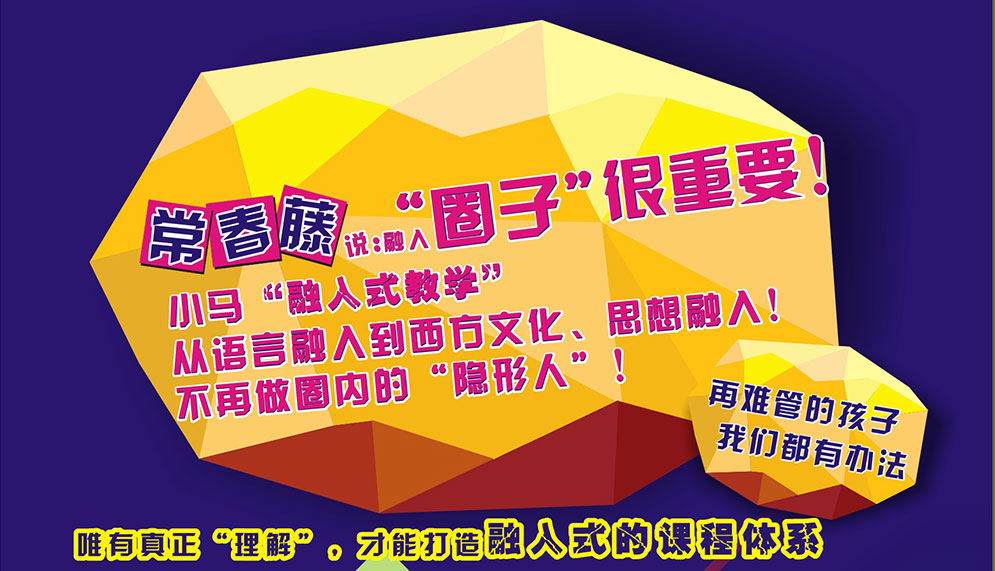 常春藤说:融入“圈子”很重要!
小马“融入式教学”
从语言融入到西方文化、思想融入!
不再做圈内的“隐形人”!
再难管的孩子
我们都有办法
唯有真正“理解”,才能打造融入式的课程体系